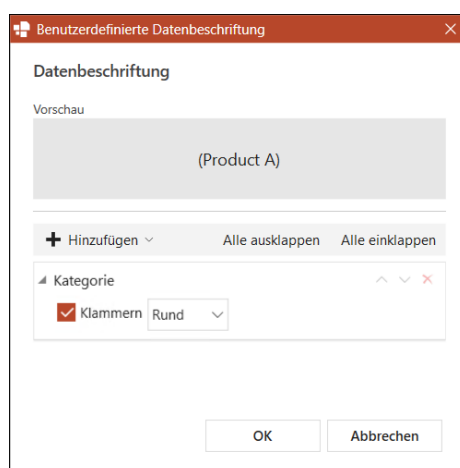 Benutzerdefinierte Datenbeschriftung
Datenbeschriftung
Vorschau
(Product A)
Hinzufügen Alle ausklappen Alle einklappen
Kategorie
Klammern Rund
OK Abbrechen